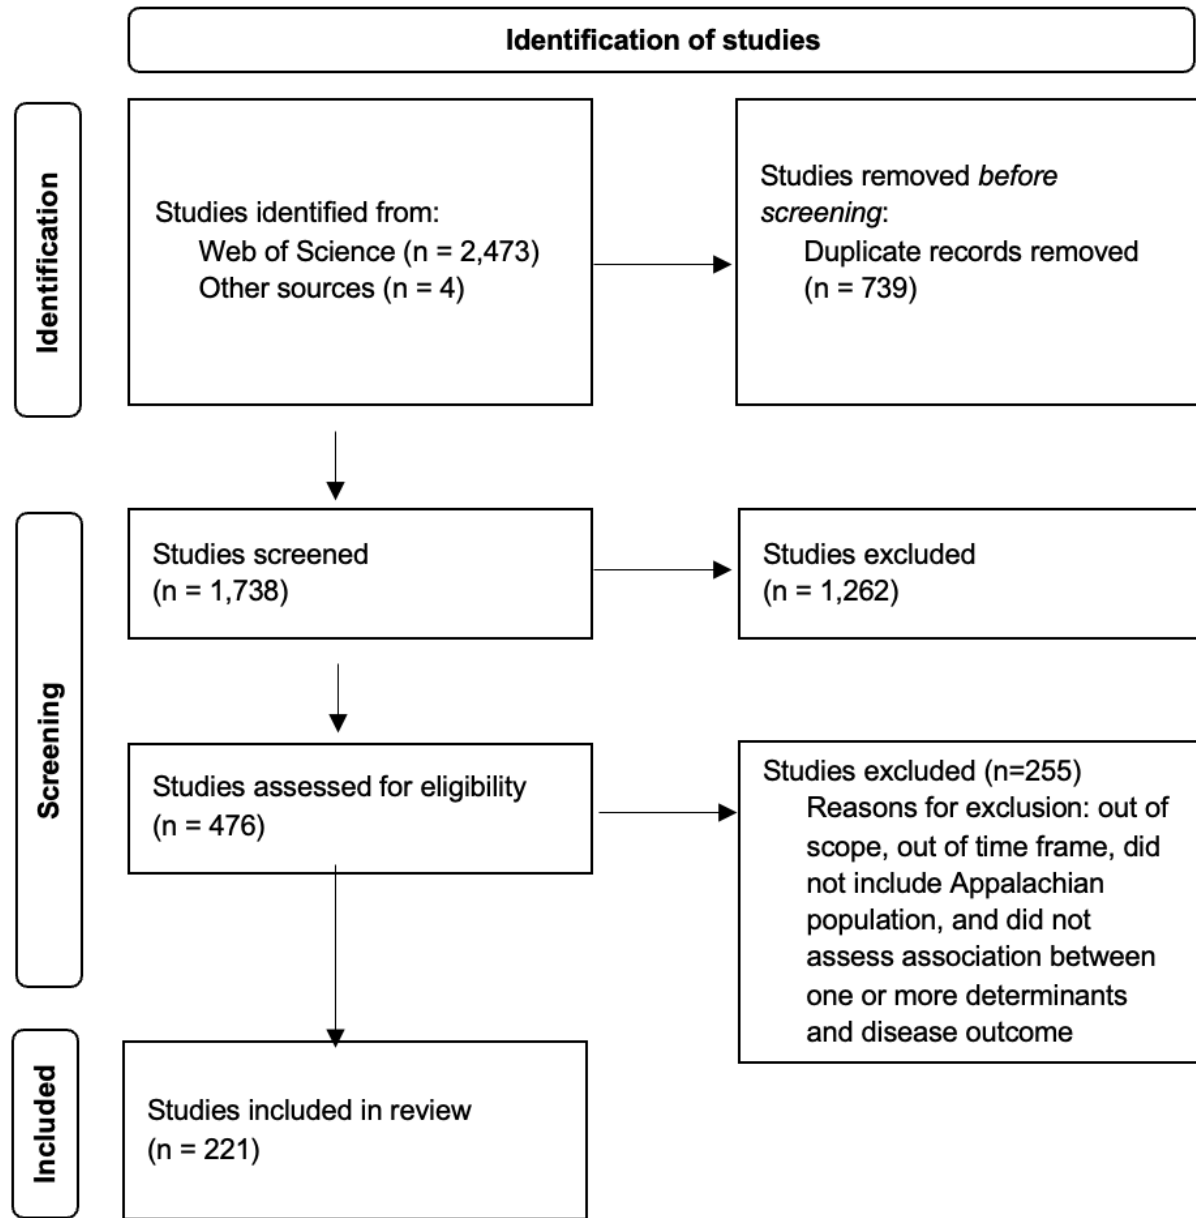 Identification of studies
Identification
Studies identified from:
Web of Science (n = 2,473)
Other sources (n = 4)
Studies removed before
screening:
Duplicate records removed
(n = 739)
Screening
Studies screened
(n = 1,738)
Studies excluded
(n = 1,262)
Studies assessed for eligibility
(n = 476)
Studies excluded (n=255)
Reasons for exclusion: out of
scope, out of time frame, did
not include Appalachian
population, and did not
assess association between
one or more determinants
and disease outcome
Included
Studies included in review
(n = 221)